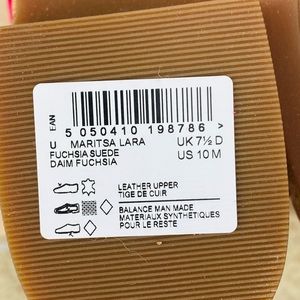 EAN
U
5 050410 198786 >
MARITSA LARA UK 7½ D
FUCHSIA SUEDE US 10 M
DAIM FUCHSIA
LEATHER UPPER
TIGE DE CUIR
BALANCE MAN MADE
MATERIAUX SYNTHETIQUES
POUR LE RESTE